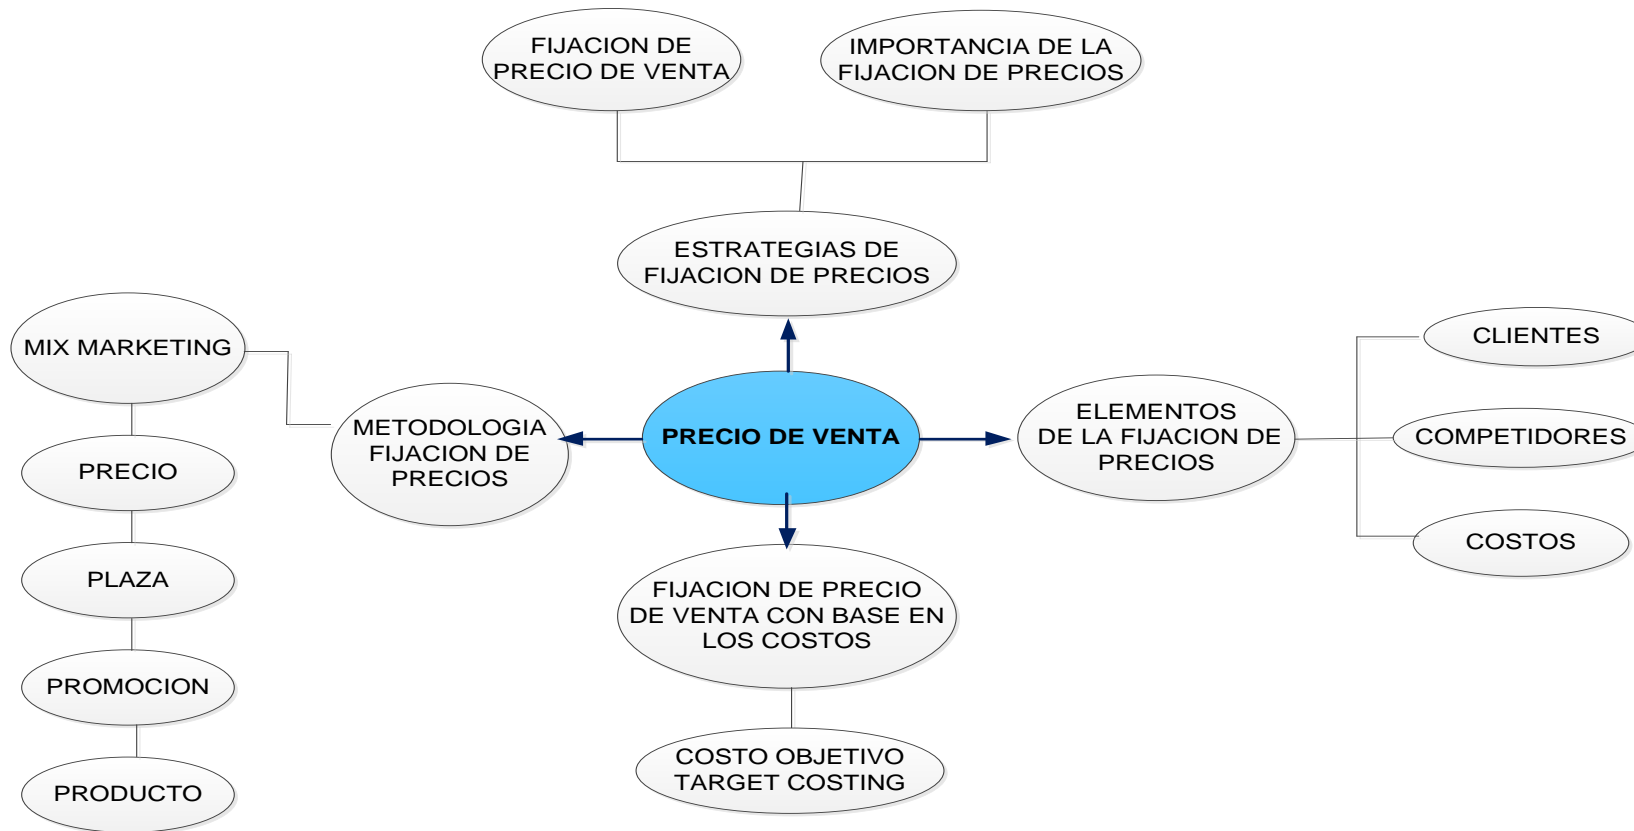 FIJACION DE
PRECIO DE VENTA
IMPORTANCIA DE LA
FIJACION DE PRECIOS
ESTRATEGIAS DE
FIJACION DE PRECIOS
MIX MARKETING
PRECIO
PLAZA
PROMOCION
PRODUCTO
METODOLOGIA
FIJACION DE
PRECIOS
PRECIO DE VENTA
ELEMENTOS
DE LA FIJACION DE
PRECIOS
CLIENTES
COMPETIDORES
COSTOS
FIJACION DE PRECIO
DE VENTA CON BASE EN
LOS COSTOS
COSTO OBJETIVO
TARGET COSTING